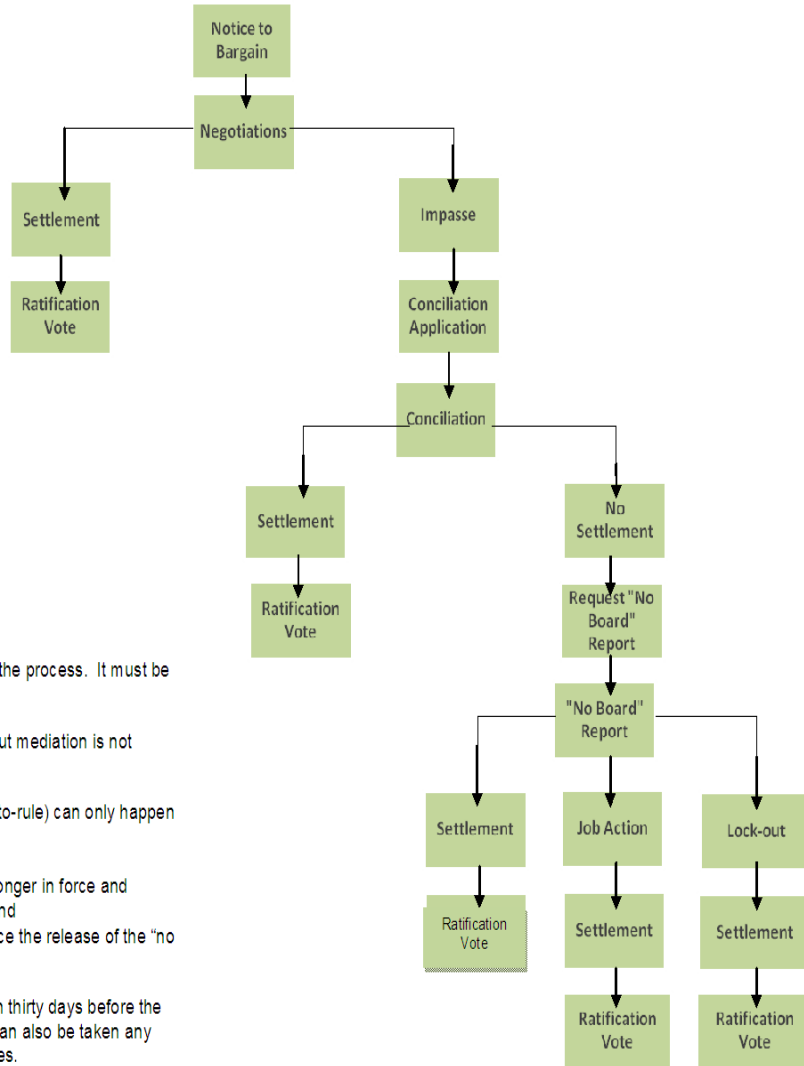 Notice to
Bargain
Negotiations
Settlement
Impasse
Ratification
Vote
Conciliation
Application
Conciliation
Settlement
No
Settlement
Ratification
Vote
Request "No
Board"
Report
"No Board"
Report
Settlement
Job Action
Lock-out
Ratification
Vote
Settlement
Settlement
Ratification
Vote
Ratification
Vote
the process. It must be
ut mediation is not
to-rule) can only happen
onger in force and
nd
ce the release of the “no
n thirty days before the
an also be taken any
es.